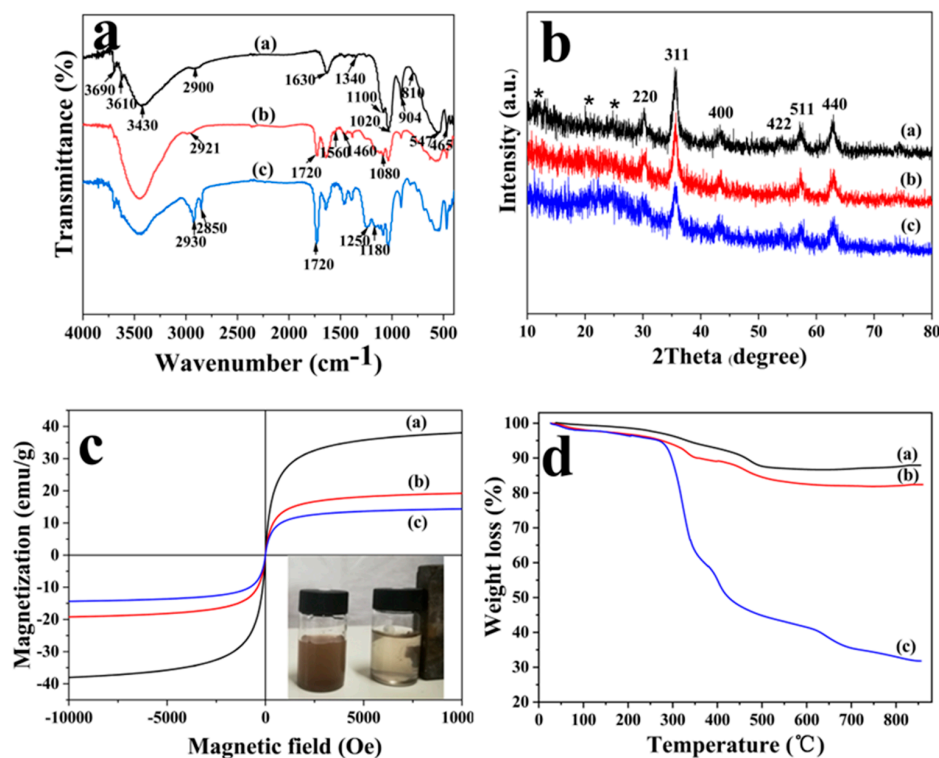 a
(a)
3690
3610
3430
2900
1630
1340
1100
1020
810
904
547
465
(b)
2921
1720
1560
1460
1080
(c)
2930
2850
1720
1250
1180
Transmittance (%)
4000 3500 3000 2500 2000 1500 1000 500
Wavenumber (cm-1)
b
311
* * *
220
400
422
511
440
(a)
(b)
(c)
Intensity (a.u.)
10 20 30 40 50 60 70 80
2Theta (degree)
c
40
30
20
10
0
-10
-20
-30
-40
(a)
(b)
(c)
Magnetization (emu/g)
-10000 -5000 0 5000 1000
Magnetic field (Oe)
d
100
90
80
70
60
50
40
30
20
(a)
(b)
(c)
Weight loss (%)
0 100 200 300 400 500 600 700 800
Temperature (℃)